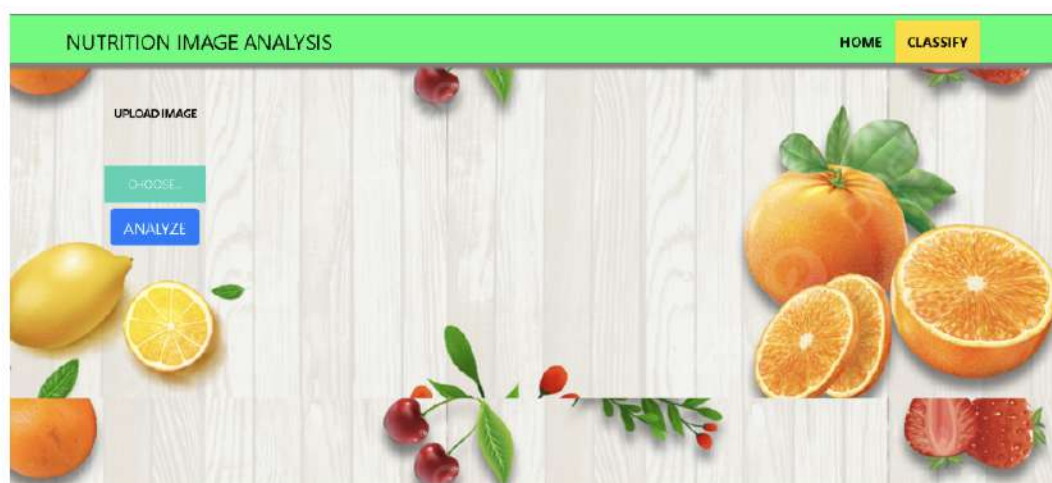 NUTRITION IMAGE ANALYSIS
HOME CLASSIFY
UPLOAD IMAGE
CHOOSE...
ANALYZE